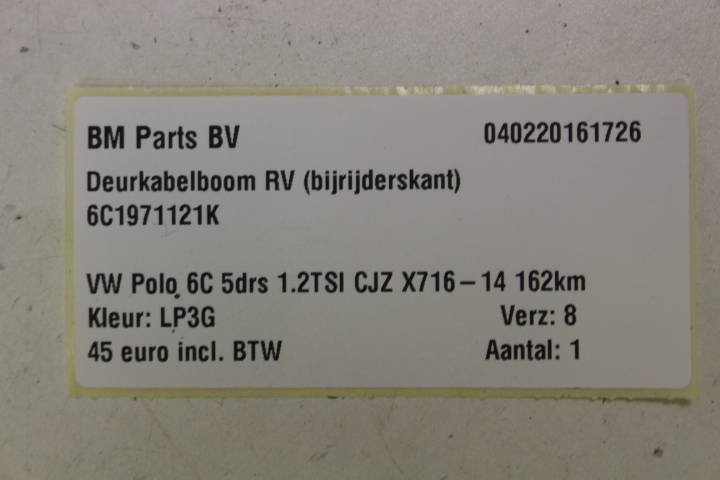 BM Parts BV 040220161726
Deurkabelboom RV (bijrijderskant)
6C1971121K
VW Polo 6C 5drs 1.2TSI CJZ X716-14 162km
Kleur: LP3G Verz: 8
45 euro incl. BTW Aantal: 1